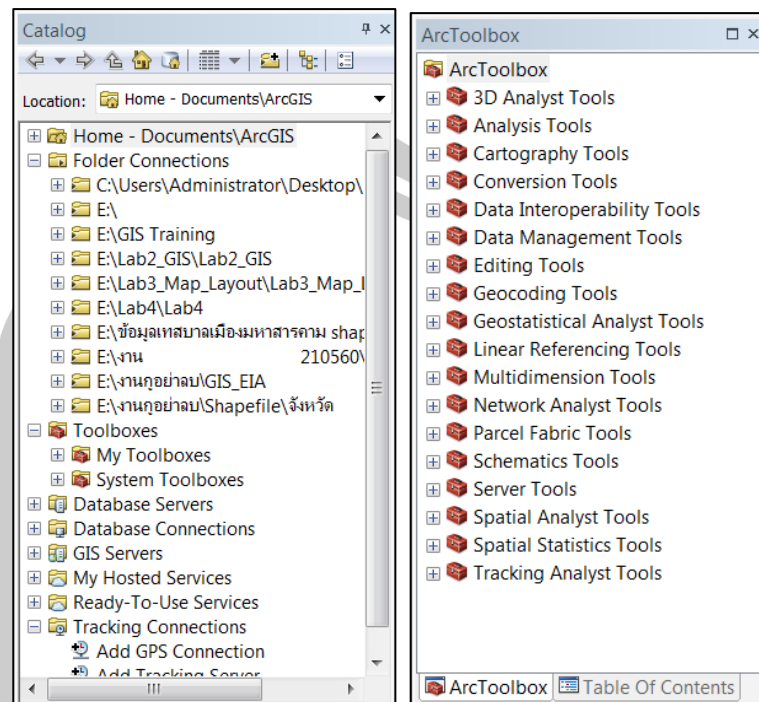 Catalog
Location: Home - Documents\ArcGIS
Home - Documents\ArcGIS
Folder Connections
C:\Users\Administrator\Desktop\
E:\
E:\GIS Training
E:\Lab2_GIS\Lab2_GIS
E:\Lab3_Map_Layout\Lab3_Map_l
E:\Lab4\Lab4
E:\ข้อมูลเทศบาลเมืองมหาสารคาม shap
E:\งาน 210560\
E:\งานกูอย่าลบ\GIS_EIA
E:\งานกูอย่าลบ\Shapefile\จังหวัด
Toolboxes
My Toolboxes
System Toolboxes
Database Servers
Database Connections
GIS Servers
My Hosted Services
Ready-To-Use Services
Tracking Connections
Add GPS Connection
Add Tracking Server
ArcToolbox
ArcToolbox
3D Analyst Tools
Analysis Tools
Cartography Tools
Conversion Tools
Data Interoperability Tools
Data Management Tools
Editing Tools
Geocoding Tools
Geostatistical Analyst Tools
Linear Referencing Tools
Multidimension Tools
Network Analyst Tools
Parcel Fabric Tools
Schematics Tools
Server Tools
Spatial Analyst Tools
Spatial Statistics Tools
Tracking Analyst Tools
ArcToolbox Table Of Contents